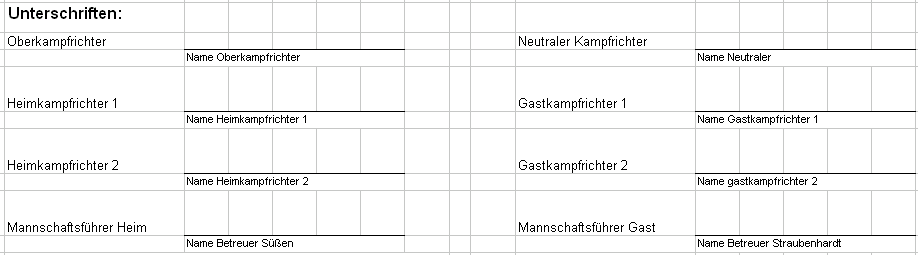 Unterschriften:
Oberkampfrichter Neutraler Kampfrichter
Name Oberkampfrichter Name Neutraler
Heimkampfrichter 1 Gastkampfrichter 1
Name Heimkampfrichter 1 Name Gastkampfrichter 1
Heimkampfrichter 2 Gastkampfrichter 2
Name Heimkampfrichter 2 Name gastkampfrichter 2
Mannschaftsführer Heim Mannschaftsführer Gast
Name Betreuer Süßen Name Betreuer Straubenhardt